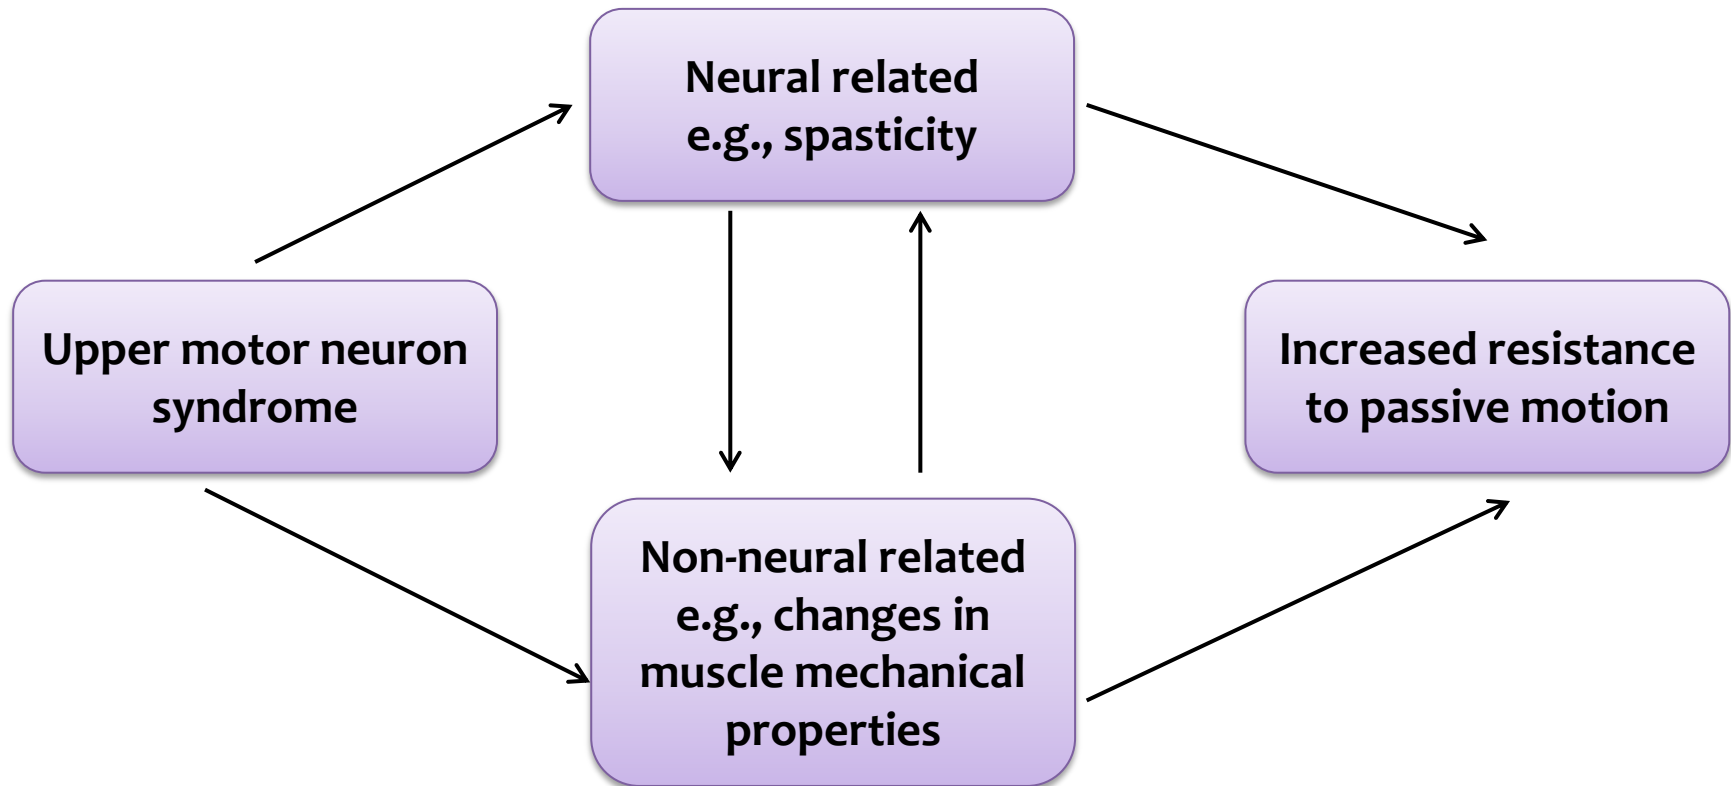 Neural related
e.g., spasticity
Upper motor neuron
syndrome
Increased resistance
to passive motion
Non-neural related
e.g., changes in
muscle mechanical
properties